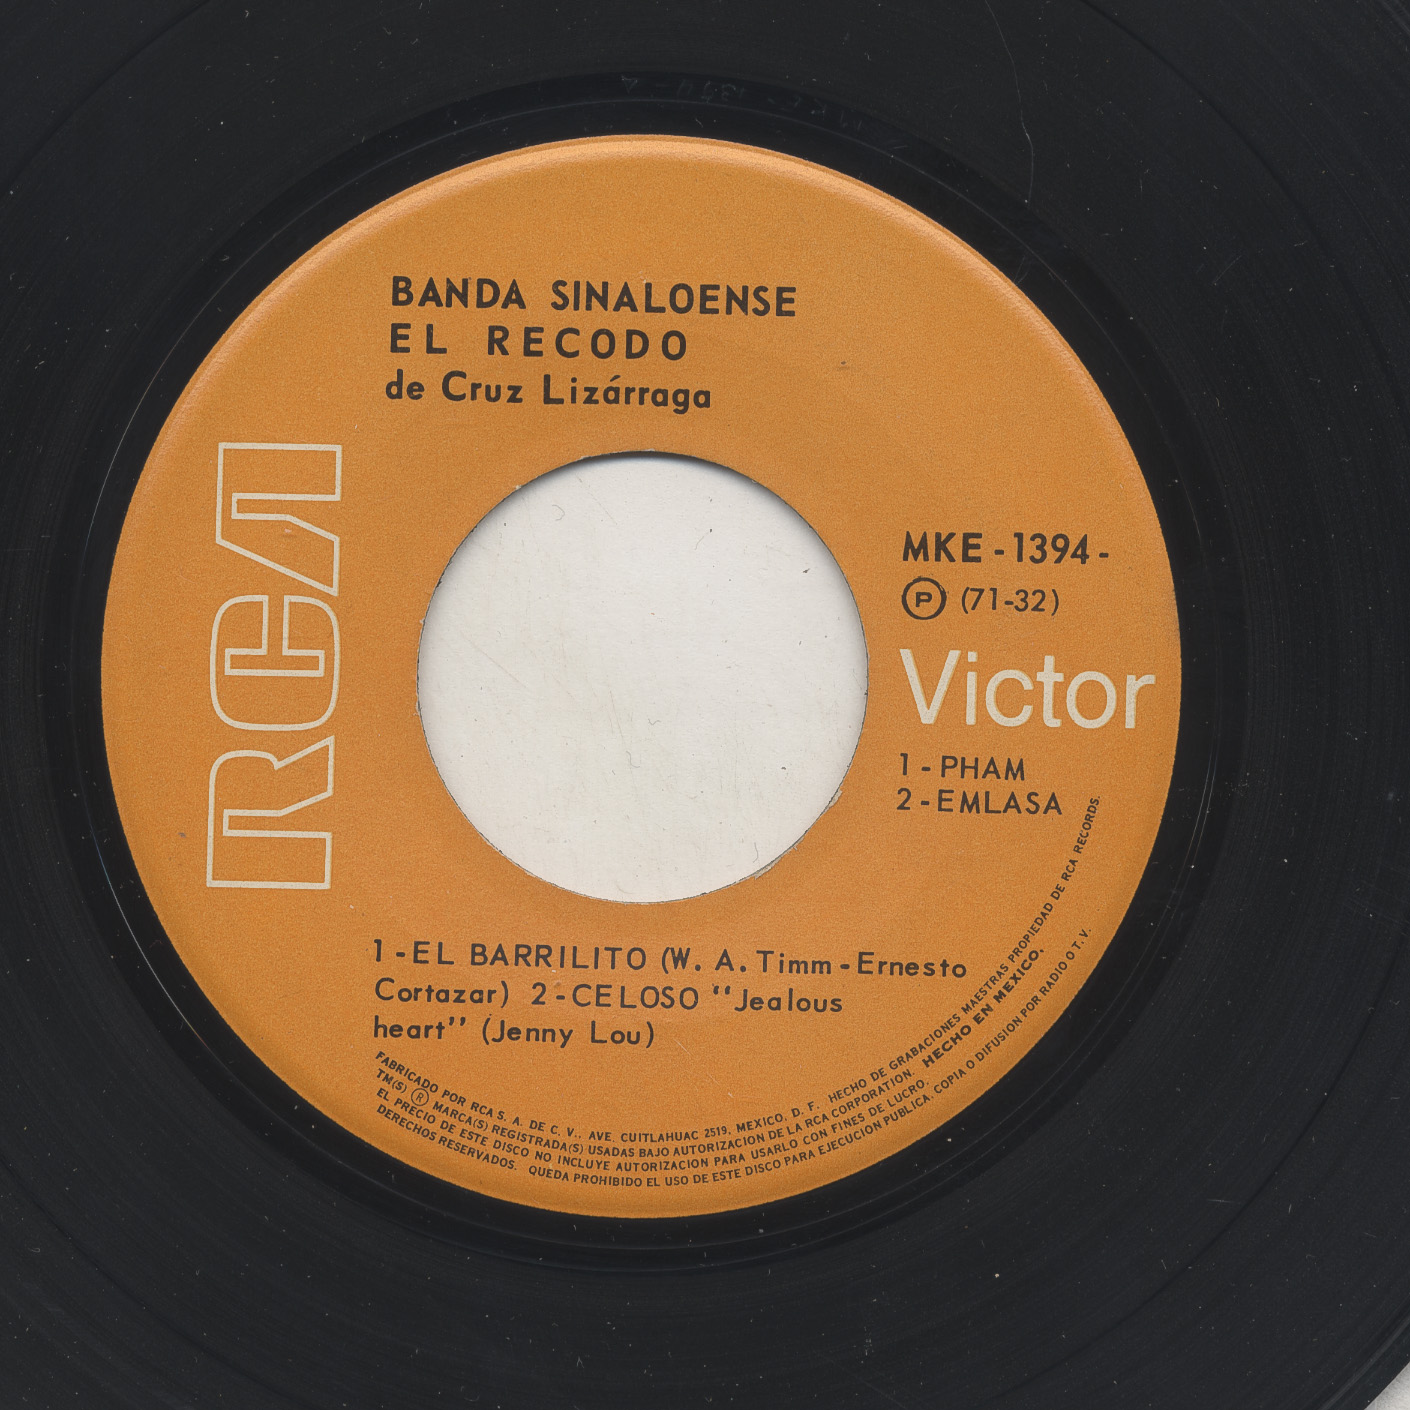 BANDA SINALOENSE
EL RECODO
de Cruz Lizárraga
RCA
MKE - 1394 -
Ⓟ (71-32)
Victor
1 - PHAM
2 - EMLASA
1 - EL BARRILITO (W. A. Timm - Ernesto
Cortazar) 2 - CELOSO "Jealous
heart" (Jenny Lou)
FABRICADO POR RCA S. A. DE C. V., AVE. CUITLAHUAC 2519, MEXICO, D. F. HECHO DE GRABACIONES MAESTRAS PROPIEDAD DE RCA RECORDS.
TM(S) ® MARCA(S) REGISTRADA(S) USADAS BAJO AUTORIZACION DE LA RCA CORPORATION. HECHO EN MEXICO.
EL PRECIO DE ESTE DISCO NO INCLUYE AUTORIZACION PARA USARLO CON FINES DE LUCRO, COPIA O DIFUSION POR RADIO O T. V.
DERECHOS RESERVADOS. QUEDA PROHIBIDO EL USO DE ESTE DISCO PARA EJECUCION PUBLICA.